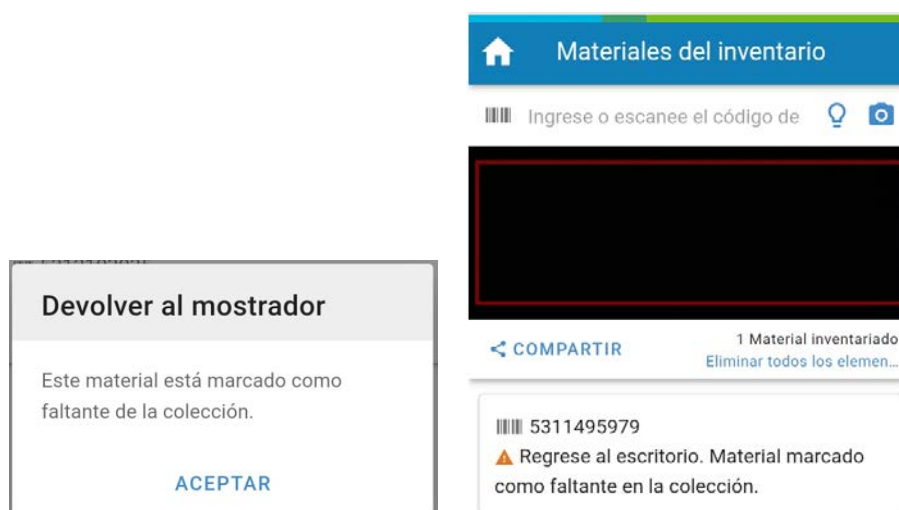 Devolver al mostrador
Este material está marcado como
faltante de la colección.
ACEPTAR
Materiales del inventario
Ingrese o escanee el código de
COMPARTIR
1 Material inventariado
Eliminar todos los elemen...
5311495979
Regrese al escritorio. Material marcado
como faltante en la colección.